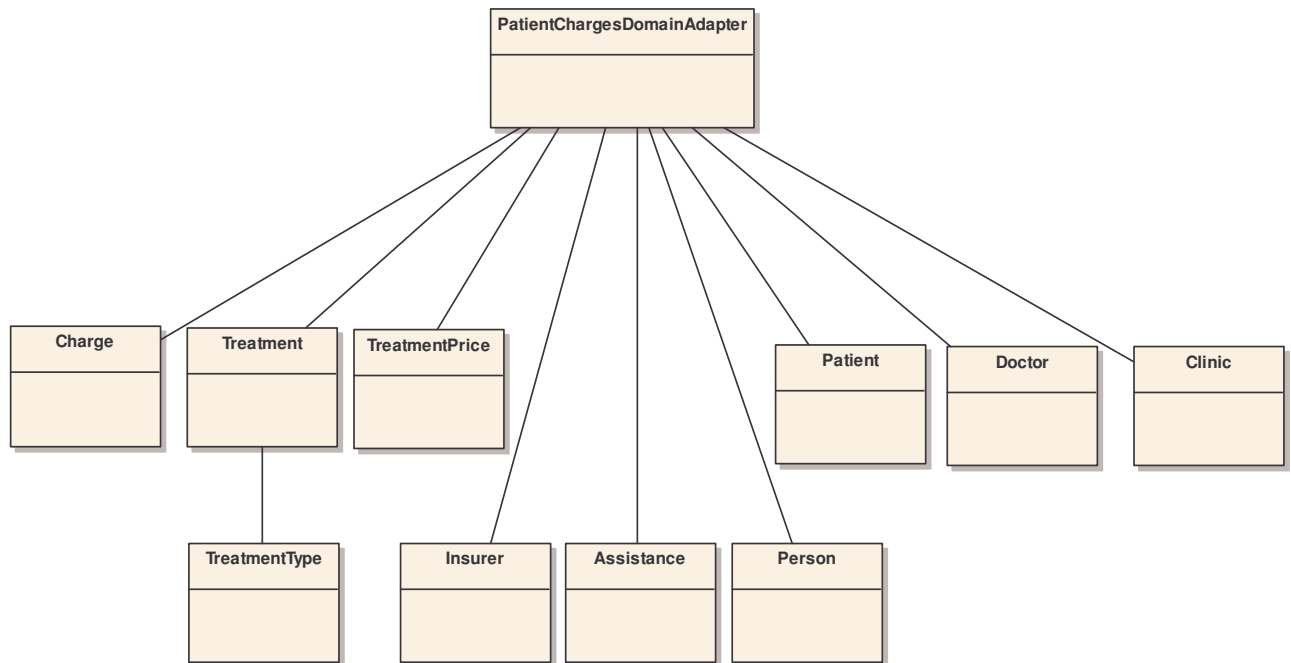 PatientChargesDomainAdapter
Charge
Treatment
TreatmentPrice
Patient
Doctor
Clinic
TreatmentType
Insurer
Assistance
Person